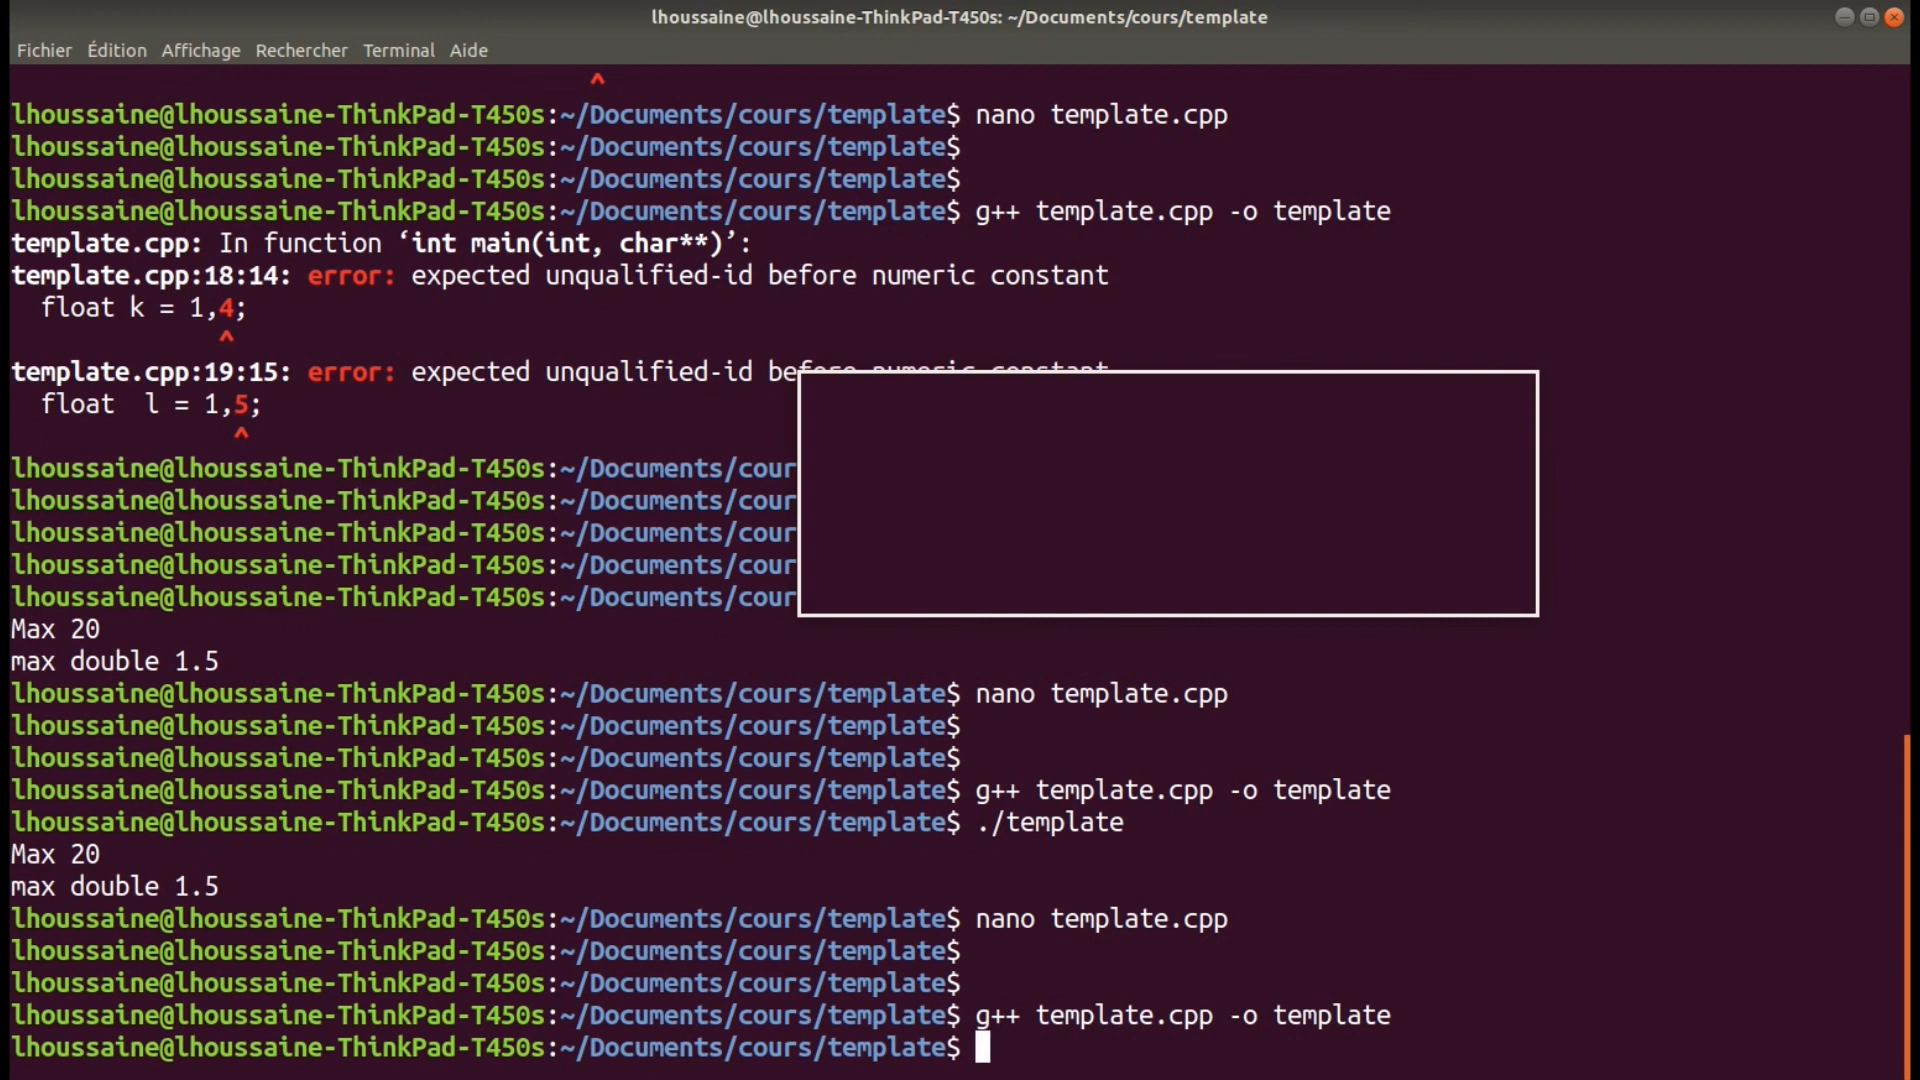 lhoussaine@lhoussaine-ThinkPad-T450s: ~/Documents/cours/template
Fichier Édition Affichage Rechercher Terminal Aide
^
lhoussaine@lhoussaine-ThinkPad-T450s:~/Documents/cours/template$ nano template.cpp
lhoussaine@lhoussaine-ThinkPad-T450s:~/Documents/cours/template$
lhoussaine@lhoussaine-ThinkPad-T450s:~/Documents/cours/template$
lhoussaine@lhoussaine-ThinkPad-T450s:~/Documents/cours/template$ g++ template.cpp -o template
template.cpp: In function ‘int main(int, char**)’:
template.cpp:18:14: error: expected unqualified-id before numeric constant
float k = 1,4;
^
template.cpp:19:15: error: expected unqualified-id before numeric constant
float  l = 1,5;
^
lhoussaine@lhoussaine-ThinkPad-T450s:~/Documents/cour
lhoussaine@lhoussaine-ThinkPad-T450s:~/Documents/cour
lhoussaine@lhoussaine-ThinkPad-T450s:~/Documents/cour
lhoussaine@lhoussaine-ThinkPad-T450s:~/Documents/cour
lhoussaine@lhoussaine-ThinkPad-T450s:~/Documents/cour
Max 20
max double 1.5
lhoussaine@lhoussaine-ThinkPad-T450s:~/Documents/cours/template$ nano template.cpp
lhoussaine@lhoussaine-ThinkPad-T450s:~/Documents/cours/template$
lhoussaine@lhoussaine-ThinkPad-T450s:~/Documents/cours/template$
lhoussaine@lhoussaine-ThinkPad-T450s:~/Documents/cours/template$ g++ template.cpp -o template
lhoussaine@lhoussaine-ThinkPad-T450s:~/Documents/cours/template$ ./template
Max 20
max double 1.5
lhoussaine@lhoussaine-ThinkPad-T450s:~/Documents/cours/template$ nano template.cpp
lhoussaine@lhoussaine-ThinkPad-T450s:~/Documents/cours/template$
lhoussaine@lhoussaine-ThinkPad-T450s:~/Documents/cours/template$
lhoussaine@lhoussaine-ThinkPad-T450s:~/Documents/cours/template$ g++ template.cpp -o template
lhoussaine@lhoussaine-ThinkPad-T450s:~/Documents/cours/template$